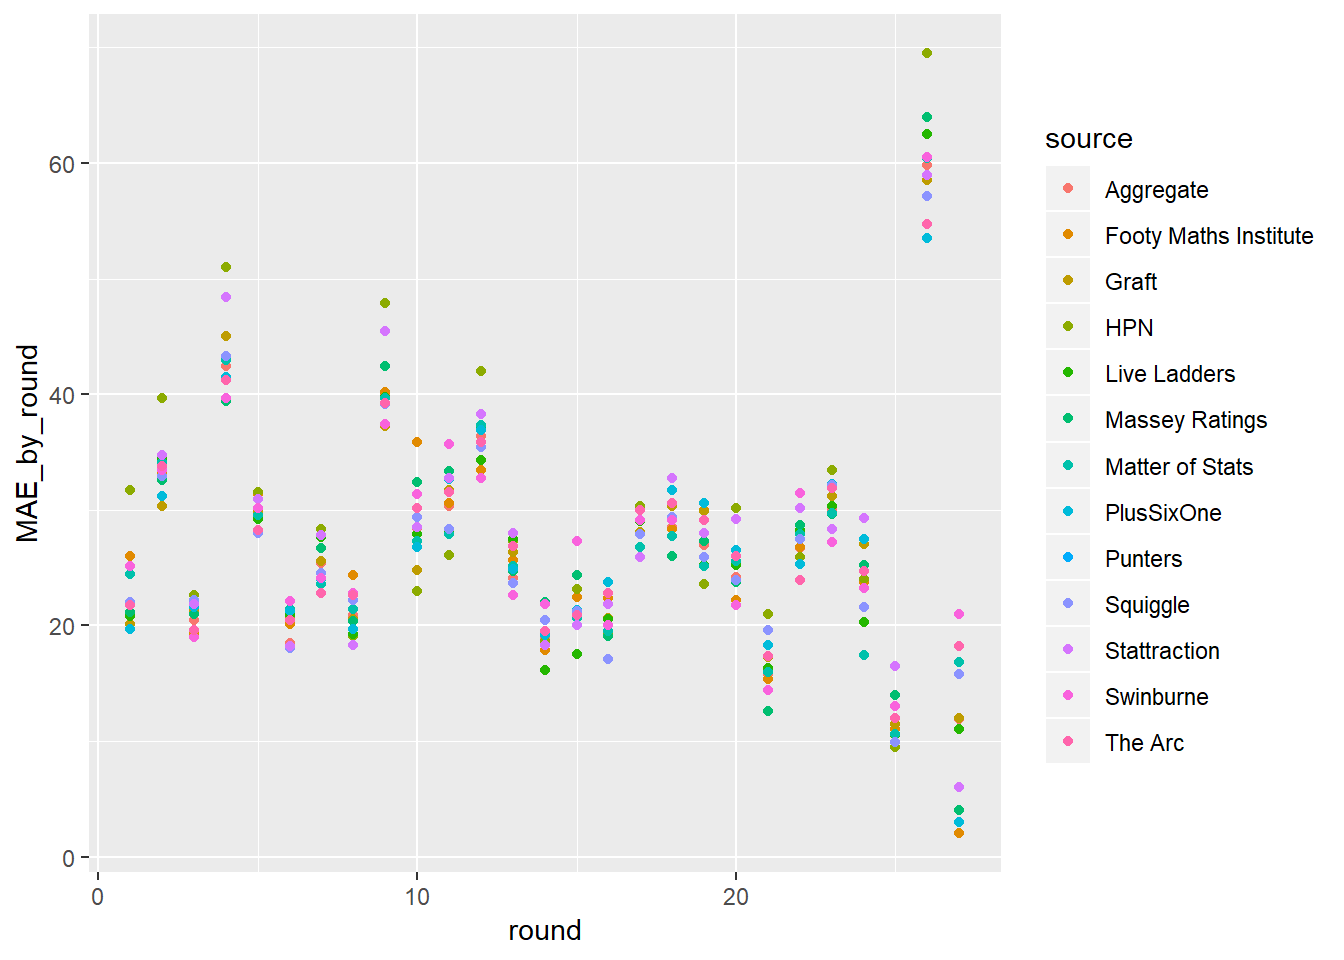 60
40
20
0
MAE_by_round
0 10 20
round
source
Aggregate
Footy Maths Institute
Graft
HPN
Live Ladders
Massey Ratings
Matter of Stats
PlusSixOne
Punters
Squiggle
Stattraction
Swinburne
The Arc